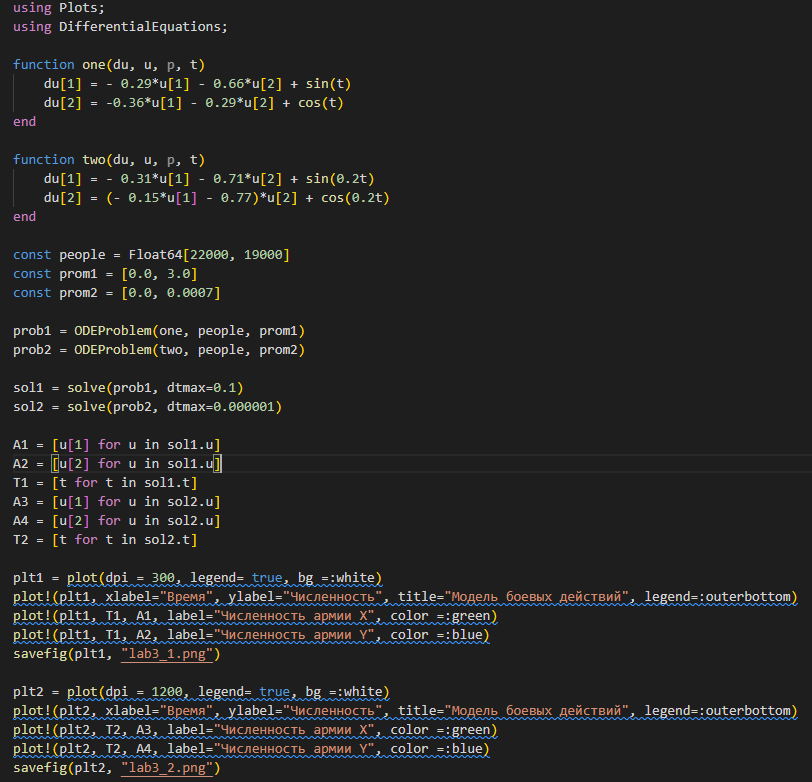 using Plots;
using DifferentialEquations;
function one(du, u, p, t)
du[1] = - 0.29*u[1] - 0.66*u[2] + sin(t)
du[2] = -0.36*u[1] - 0.29*u[2] + cos(t)
end
function two(du, u, p, t)
du[1] = - 0.31*u[1] - 0.71*u[2] + sin(0.2t)
du[2] = (- 0.15*u[1] - 0.77)*u[2] + cos(0.2t)
end
const people = Float64[22000, 19000]
const prom1 = [0.0, 3.0]
const prom2 = [0.0, 0.0007]
prob1 = ODEProblem(one, people, prom1)
prob2 = ODEProblem(two, people, prom2)
sol1 = solve(prob1, dtmax=0.1)
sol2 = solve(prob2, dtmax=0.000001)
A1 = [u[1] for u in sol1.u]
A2 = [u[2] for u in sol1.u]
T1 = [t for t in sol1.t]
A3 = [u[1] for u in sol2.u]
A4 = [u[2] for u in sol2.u]
T2 = [t for t in sol2.t]
plt1 = plot(dpi = 300, legend= true, bg =:white)
plot!(plt1, xlabel="Время", ylabel="Численность", title="Модель боевых действий", legend=:outerbottom)
plot!(plt1, T1, A1, label="Численность армии X", color =:green)
plot!(plt1, T1, A2, label="Численность армии Y", color =:blue)
savefig(plt1, "lab3_1.png")
plt2 = plot(dpi = 1200, legend= true, bg =:white)
plot!(plt2, xlabel="Время", ylabel="Численность", title="Модель боевых действий", legend=:outerbottom)
plot!(plt2, T2, A3, label="Численность армии X", color =:green)
plot!(plt2, T2, A4, label="Численность армии Y", color =:blue)
savefig(plt2, "lab3_2.png")